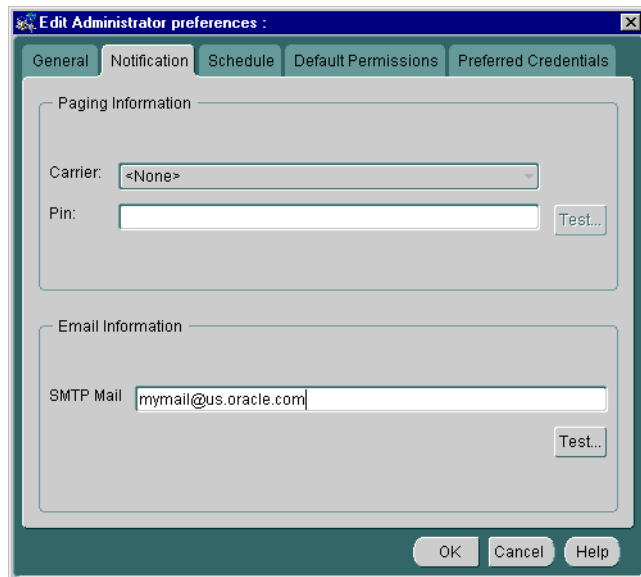 Edit Administrator preferences :
General Notification Schedule Default Permissions Preferred Credentials
Paging Information
Carrier: <None>
Pin:
Test...
Email Information
SMTP Mail mymail@us.oracle.com
Test...
OK Cancel Help